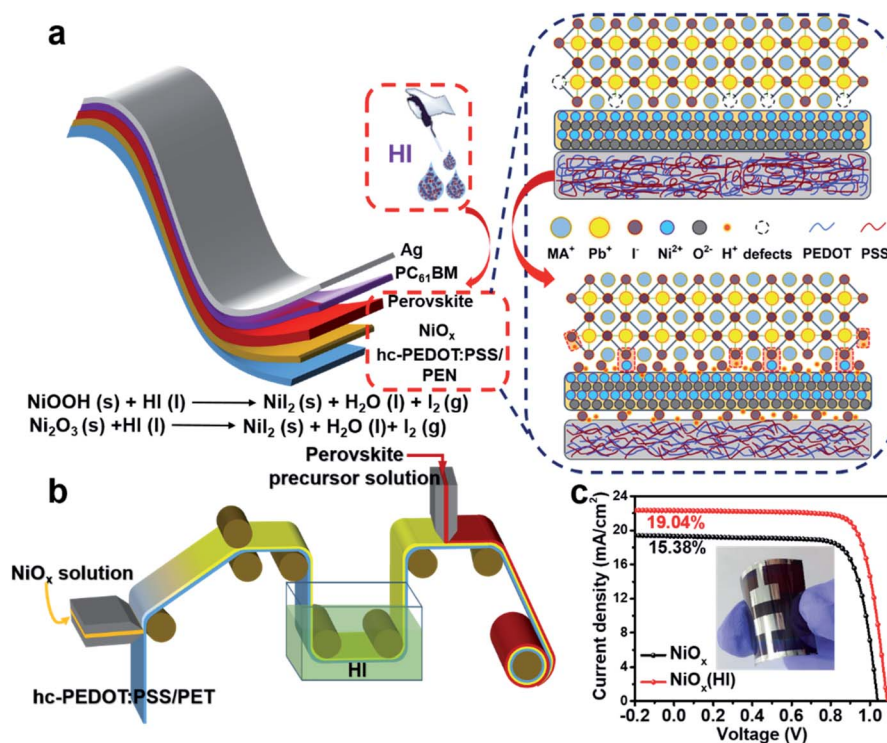 a
HI
Ag
PC₆₁BM
Perovskite
NiOₓ
hc-PEDOT:PSS/
PEN
NiOOH (s) + HI (l) ⟶ NiI₂ (s) + H₂O (l) + I₂ (g)
Ni₂O₃ (s) +HI (l) ⟶ NiI₂ (s) + H₂O (l)+ I₂ (g)
MA⁺ Pb⁺ I⁻ Ni²⁺ O²⁻ H⁺ defects PEDOT PSS
b
Perovskite
precursor solution
NiOₓ solution
HI
hc-PEDOT:PSS/PET
c
Current density (mA/cm²)
24
20
16
12
8
4
0
19.04%
15.38%
NiOₓ
NiOₓ(HI)
-0.2 0.0 0.2 0.4 0.6 0.8 1.0
Voltage (V)